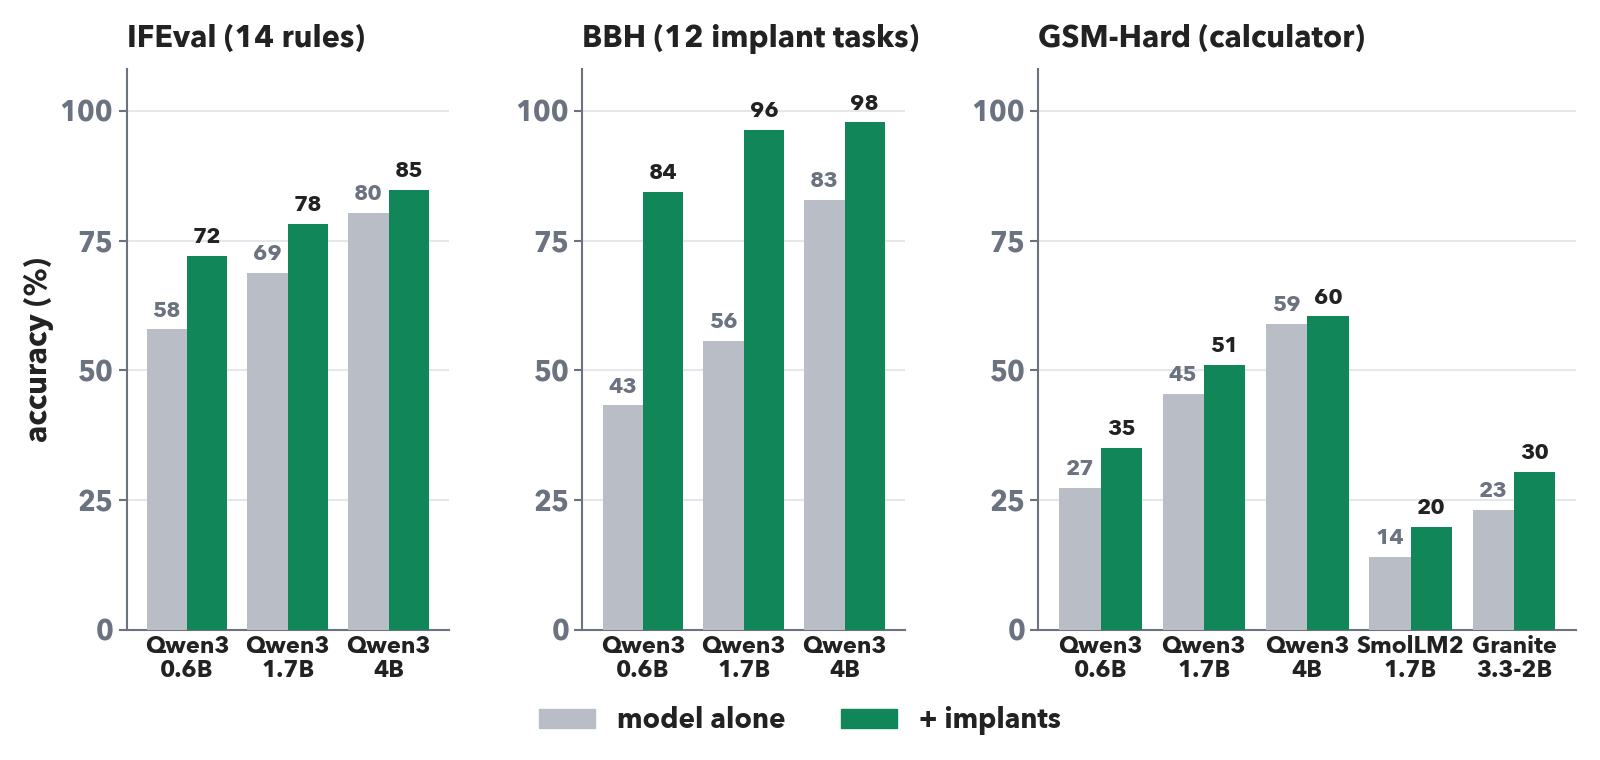 IFEval (14 rules)
BBH (12 implant tasks)
GSM-Hard (calculator)
accuracy (%)
100
75
50
25
0
58
72
69
78
80
85
Qwen3
0.6B
Qwen3
1.7B
Qwen3
4B
100
75
50
25
0
43
84
56
96
83
98
Qwen3
0.6B
Qwen3
1.7B
Qwen3
4B
100
75
50
25
0
27
35
45
51
59
60
14
20
23
30
Qwen3
0.6B
Qwen3
1.7B
Qwen3
4B
SmolLM2
1.7B
Granite
3.3-2B
model alone
+ implants